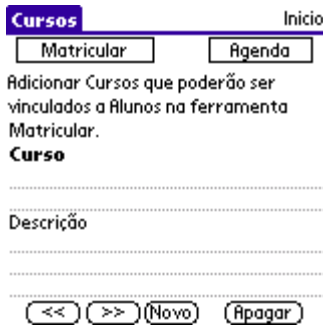 Cursos Inicio
Matricular Agenda
Adicionar Cursos que poderão ser
vinculados a Alunos na ferramenta
Matricular.
Curso
Descrição
<< >> Novo Apagar